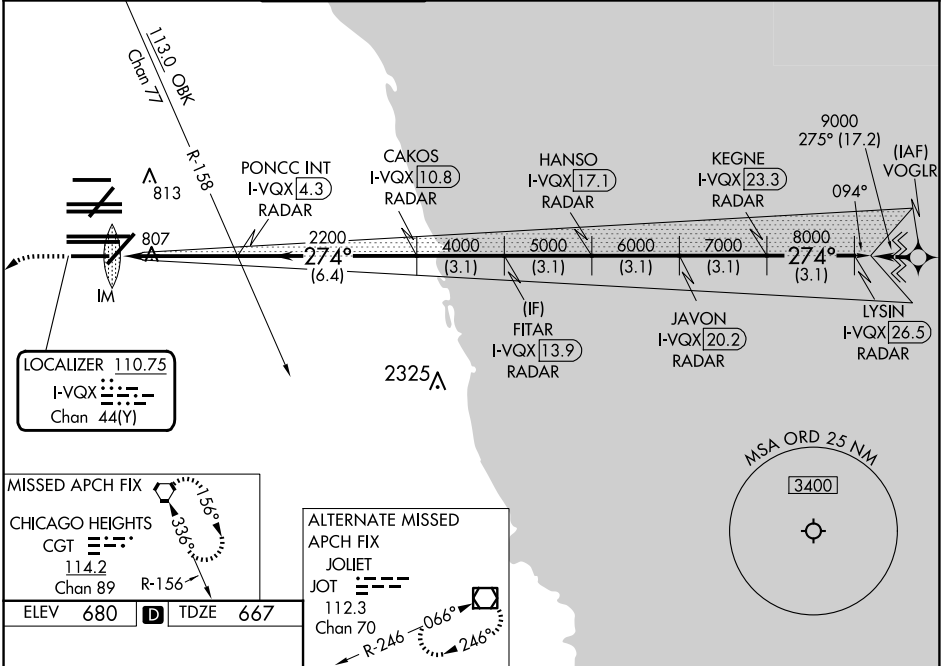 113.0 OBK
Chan 77
R-158
813
807
IM
PONCC INT
I-VQX 4.3
RADAR
CAKOS
I-VQX 10.8
RADAR
HANSO
I-VQX 17.1
RADAR
KEGNE
I-VQX 23.3
RADAR
9000
275° (17.2)
(IAF)
VOGLR
094°
2200
274°
(6.4)
4000
(3.1)
5000
(3.1)
6000
(3.1)
7000
(3.1)
8000
274°
(3.1)
(IF)
FITAR
I-VQX 13.9
RADAR
JAVON
I-VQX 20.2
RADAR
LYSIN
I-VQX 26.5
RADAR
LOCALIZER 110.75
I-VQX
Chan 44(Y)
2325
MSA ORD 25 NM
3400
MISSED APCH FIX
CHICAGO HEIGHTS
CGT
114.2
Chan 89
R-156
156°
336°
ALTERNATE MISSED
APCH FIX
JOLIET
JOT
112.3
Chan 70
R-246
066°
246°
ELEV 680 D TDZE 667